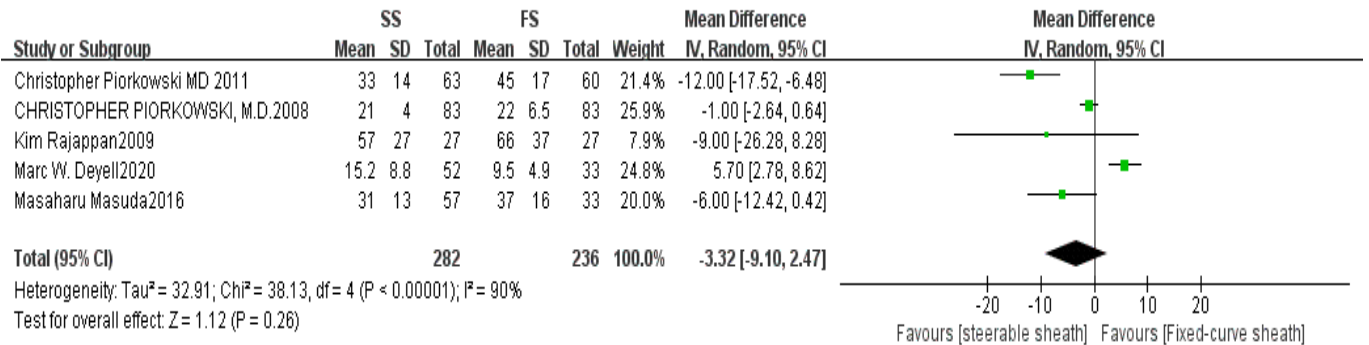 SS FS Mean Difference Mean Difference
Study or Subgroup Mean SD Total Mean SD Total Weight IV, Random, 95% CI IV, Random, 95% CI
Christopher Piorkowski MD 2011 33 14 63 45 17 60 21.4% -12.00 [-17.52, -6.48]
CHRISTOPHER PIORKOWSKI, M.D.2008 21 4 83 22 6.5 83 25.9% -1.00 [-2.64, 0.64]
Kim Rajappan2009 57 27 27 66 37 27 7.9% -9.00 [-26.28, 8.28]
Marc W. Deyell2020 15.2 8.8 52 9.5 4.9 33 24.8% 5.70 [2.78, 8.62]
Masaharu Masuda2016 31 13 57 37 16 33 20.0% -6.00 [-12.42, 0.42]
Total (95% CI) 282 236 100.0% -3.32 [-9.10, 2.47]
Heterogeneity: Tau² = 32.91; Chi² = 38.13, df = 4 (P < 0.00001); I² = 90%
Test for overall effect: Z = 1.12 (P = 0.26)
-20 -10 0 10 20
Favours [steerable sheath] Favours [Fixed-curve sheath]